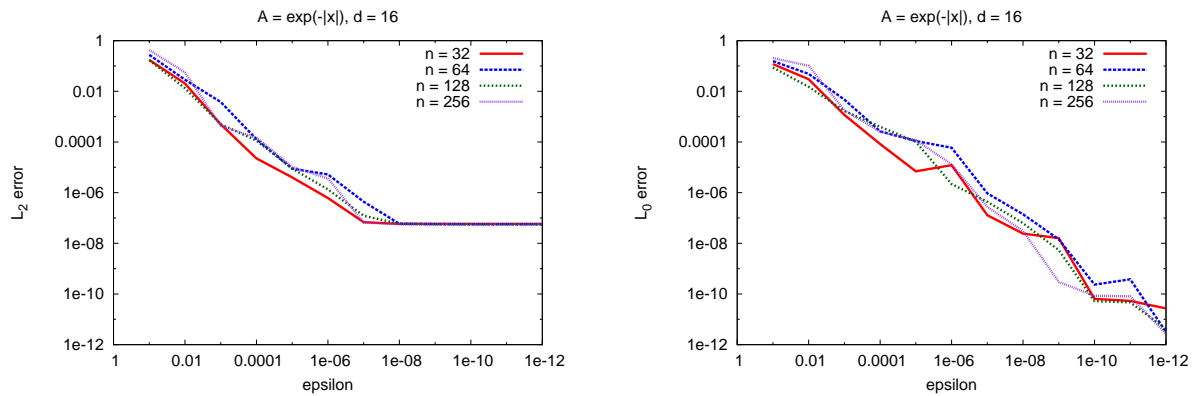 A = exp(-|x|), d = 16
1
0.01
0.0001
1e-06
1e-08
1e-10
1e-12
L2 error
n = 32
n = 64
n = 128
n = 256
1 0.01 0.0001 1e-06 1e-08 1e-10 1e-12
epsilon
A = exp(-|x|), d = 16
1
0.01
0.0001
1e-06
1e-08
1e-10
1e-12
L0 error
n = 32
n = 64
n = 128
n = 256
1 0.01 0.0001 1e-06 1e-08 1e-10 1e-12
epsilon